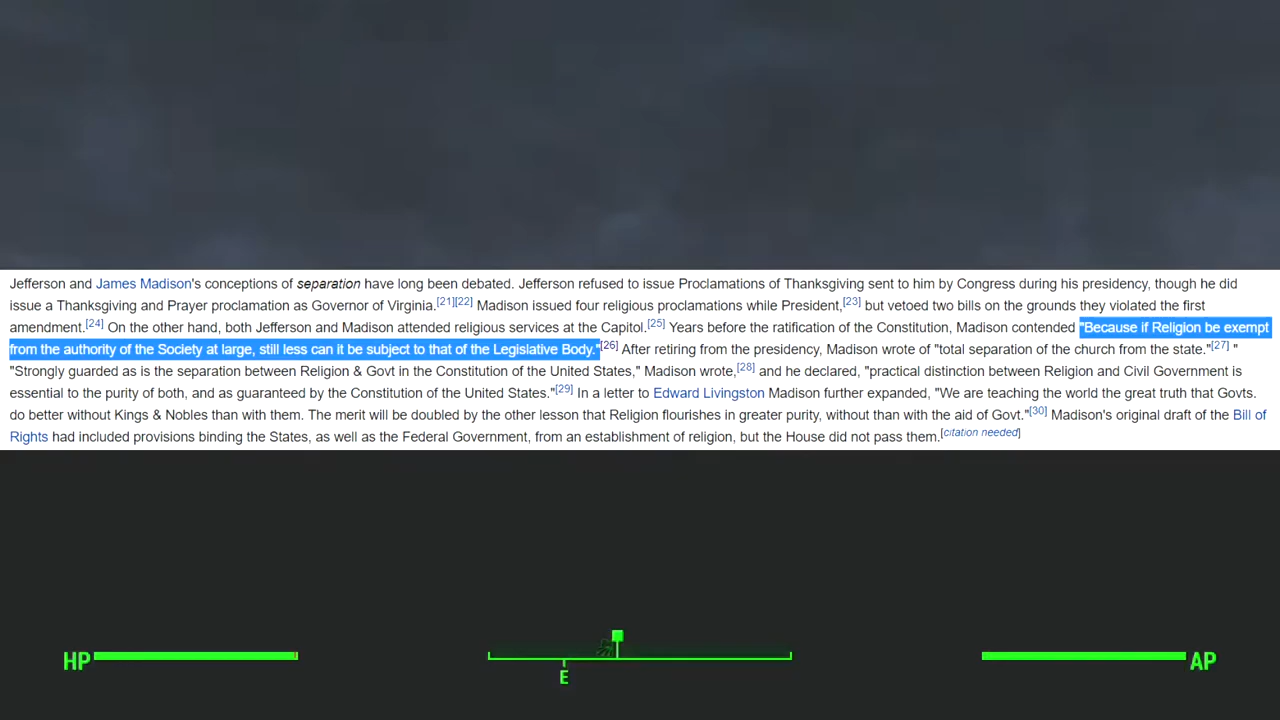 Jefferson and James Madison's conceptions of separation have long been debated. Jefferson refused to issue Proclamations of Thanksgiving sent to him by Congress during his presidency, though he did
issue a Thanksgiving and Prayer proclamation as Governor of Virginia.[21][22] Madison issued four religious proclamations while President,[23] but vetoed two bills on the grounds they violated the first
amendment.[24] On the other hand, both Jefferson and Madison attended religious services at the Capitol.[25] Years before the ratification of the Constitution, Madison contended "Because if Religion be exempt
from the authority of the Society at large, still less can it be subject to that of the Legislative Body."[26] After retiring from the presidency, Madison wrote of "total separation of the church from the state."[27] "
"Strongly guarded as is the separation between Religion & Govt in the Constitution of the United States," Madison wrote,[28] and he declared, "practical distinction between Religion and Civil Government is
essential to the purity of both, and as guaranteed by the Constitution of the United States."[29] In a letter to Edward Livingston Madison further expanded, "We are teaching the world the great truth that Govts.
do better without Kings & Nobles than with them. The merit will be doubled by the other lesson that Religion flourishes in greater purity, without than with the aid of Govt."[30] Madison's original draft of the Bill of
Rights had included provisions binding the States, as well as the Federal Government, from an establishment of religion, but the House did not pass them.[citation needed]
HP
E
AP